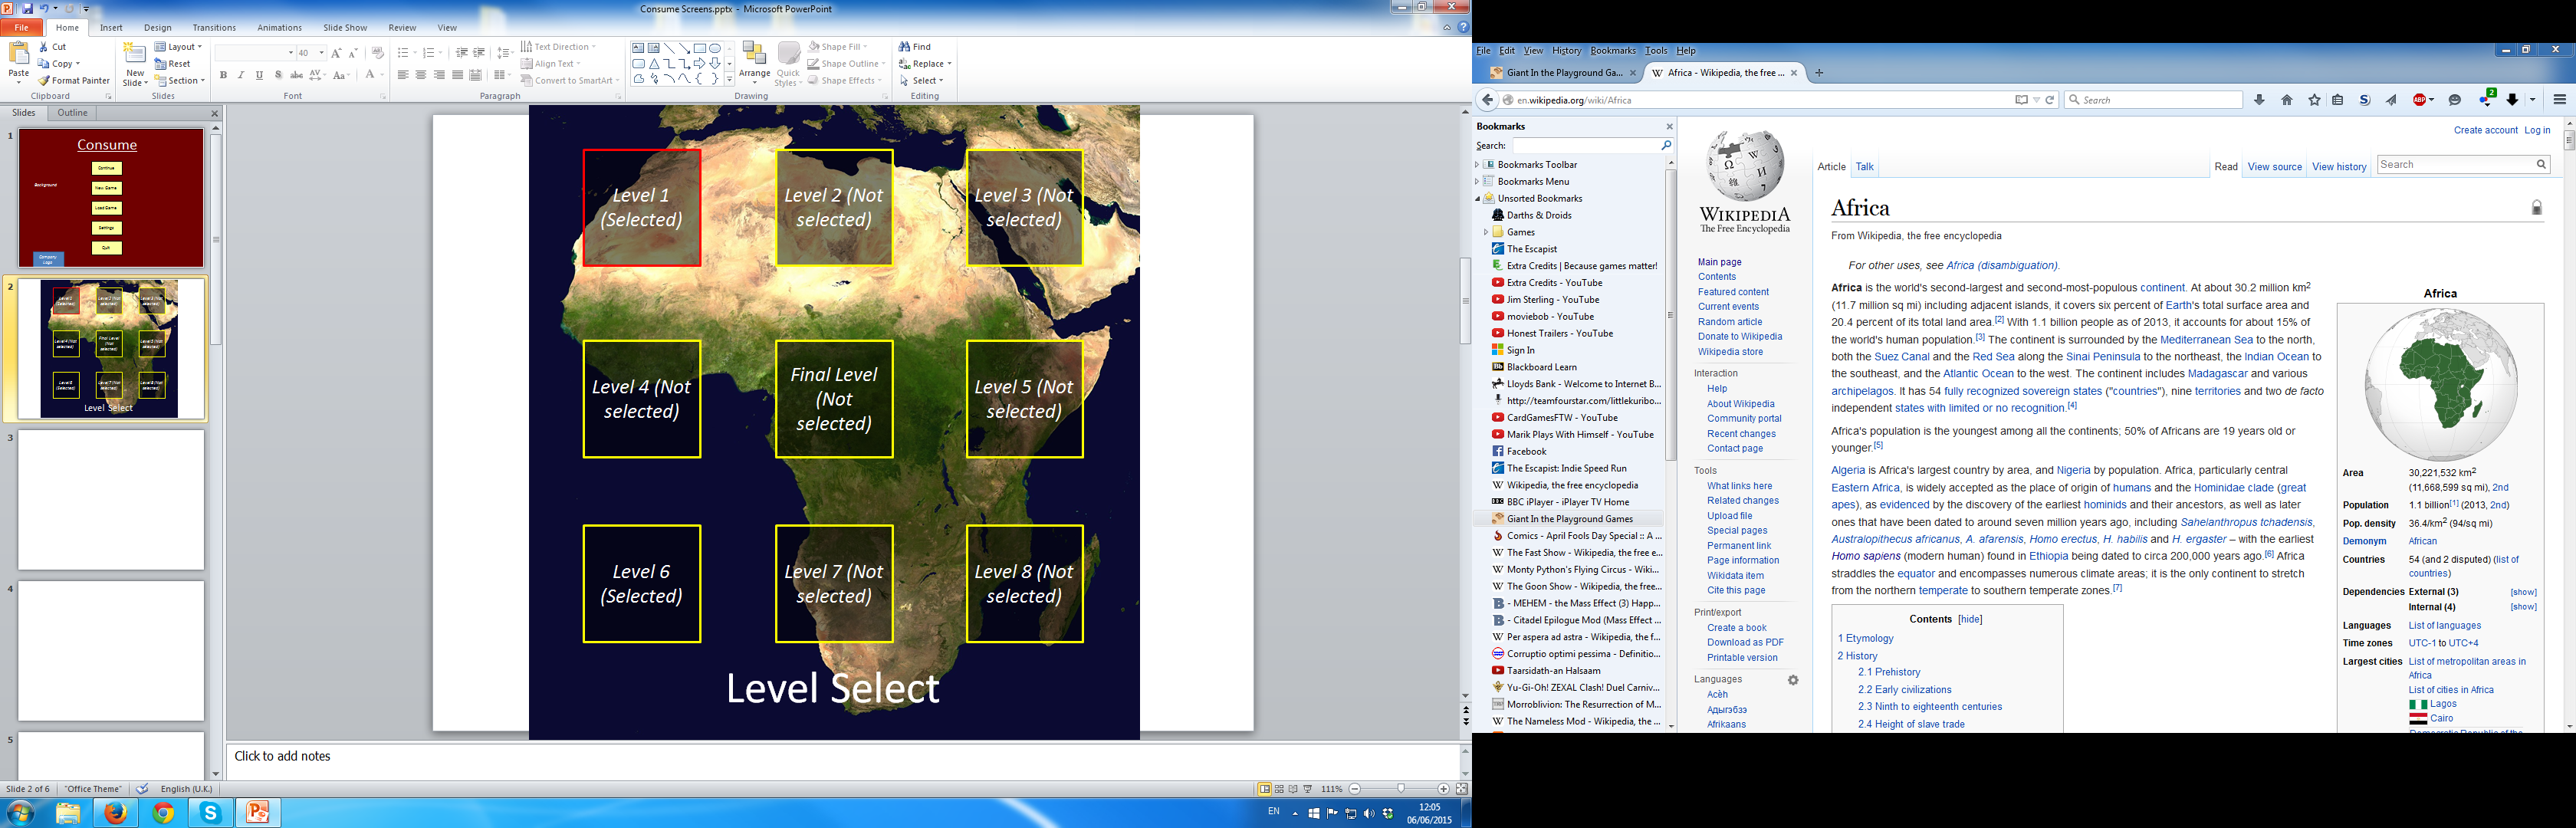 Consume Screens.pptx - Microsoft PowerPoint
File Home Insert Design Transitions Animations Slide Show Review View
Paste
Cut
Copy
Format Painter
Clipboard
New Slide
Layout
Reset
Section
Slides
40
Font
Text Direction
Align Text
Convert to SmartArt
Paragraph
Arrange
Quick Styles
Shape Fill
Shape Outline
Shape Effects
Drawing
Find
Replace
Select
Editing
Slides Outline
1
Consume
Continue
New Game
Load Game
Settings
Quit
Background
Company Logo
2
Level Select
3
4
5
Level 1
(Selected)
Level 2 (Not
selected)
Level 3 (Not
selected)
Level 4 (Not
selected)
Final Level
(Not
selected)
Level 5 (Not
selected)
Level 6
(Selected)
Level 7 (Not
selected)
Level 8 (Not
selected)
Level Select
Click to add notes
Slide 2 of 6 "Office Theme" English (U.K.) 111%
EN 12:05
06/06/2015
File Edit View History Bookmarks Tools Help
Giant In the Playground Ga... Africa - Wikipedia, the free ...
en.wikipedia.org/wiki/Africa Search ABP 2
Bookmarks
Search:
Bookmarks Toolbar
Bookmarks Menu
Unsorted Bookmarks
Darths & Droids
Games
The Escapist
Extra Credits | Because games matter!
Extra Credits - YouTube
Jim Sterling - YouTube
moviebob - YouTube
Honest Trailers - YouTube
Sign In
Blackboard Learn
Lloyds Bank - Welcome to Internet B...
http://teamfourstar.com/littlekuribo...
CardGamesFTW - YouTube
Marik Plays With Himself - YouTube
Facebook
The Escapist: Indie Speed Run
Wikipedia, the free encyclopedia
BBC iPlayer - iPlayer TV Home
Giant In the Playground Games
Comics - April Fools Day Special :: A ...
The Fast Show - Wikipedia, the free e...
Monty Python's Flying Circus - Wiki...
The Goon Show - Wikipedia, the free...
- MEHEM - the Mass Effect (3) Happ...
- Citadel Epilogue Mod (Mass Effect ...
Per aspera ad astra - Wikipedia, the f...
Corruptio optimi pessima - Definitio...
Taarsidath-an Halsaam
Yu-Gi-Oh! ZEXAL Clash! Duel Carniv...
Morroblivion: The Resurrection of M...
The Nameless Mod - Wikipedia, the ...
WIKIPEDIA
The Free Encyclopedia
Main page
Contents
Featured content
Current events
Random article
Donate to Wikipedia
Wikipedia store
Interaction
Help
About Wikipedia
Community portal
Recent changes
Contact page
Tools
What links here
Related changes
Upload file
Special pages
Permanent link
Page information
Wikidata item
Cite this page
Print/export
Create a book
Download as PDF
Printable version
Languages
Acèh
Адыгэбзэ
Afrikaans
Create account Log in
Article Talk Read View source View history Search
Africa
From Wikipedia, the free encyclopedia
For other uses, see Africa (disambiguation).
Africa is the world's second-largest and second-most-populous continent. At about 30.2 million km2
(11.7 million sq mi) including adjacent islands, it covers six percent of Earth's total surface area and
20.4 percent of its total land area.[2] With 1.1 billion people as of 2013, it accounts for about 15% of
the world's human population.[3] The continent is surrounded by the Mediterranean Sea to the north,
both the Suez Canal and the Red Sea along the Sinai Peninsula to the northeast, the Indian Ocean to
the southeast, and the Atlantic Ocean to the west. The continent includes Madagascar and various
archipelagos. It has 54 fully recognized sovereign states ("countries"), nine territories and two de facto
independent states with limited or no recognition.[4]
Africa's population is the youngest among all the continents; 50% of Africans are 19 years old or
younger.[5]
Algeria is Africa's largest country by area, and Nigeria by population. Africa, particularly central
Eastern Africa, is widely accepted as the place of origin of humans and the Hominidae clade (great
apes), as evidenced by the discovery of the earliest hominids and their ancestors, as well as later
ones that have been dated to around seven million years ago, including Sahelanthropus tchadensis,
Australopithecus africanus, A. afarensis, Homo erectus, H. habilis and H. ergaster – with the earliest
Homo sapiens (modern human) found in Ethiopia being dated to circa 200,000 years ago.[6] Africa
straddles the equator and encompasses numerous climate areas; it is the only continent to stretch
from the northern temperate to southern temperate zones.[7]
Contents [hide]
1 Etymology
2 History
2.1 Prehistory
2.2 Early civilizations
2.3 Ninth to eighteenth centuries
2.4 Height of slave trade
Africa
Area 30,221,532 km2
(11,668,599 sq mi), 2nd
Population 1.1 billion[1] (2013, 2nd)
Pop. density 36.4/km2 (94/sq mi)
Demonym African
Countries 54 (and 2 disputed) (list of
countries)
Dependencies External (3) [show]
Internal (4) [show]
Languages List of languages
Time zones UTC-1 to UTC+4
Largest cities List of metropolitan areas in
Africa
List of cities in Africa
Lagos
Cairo